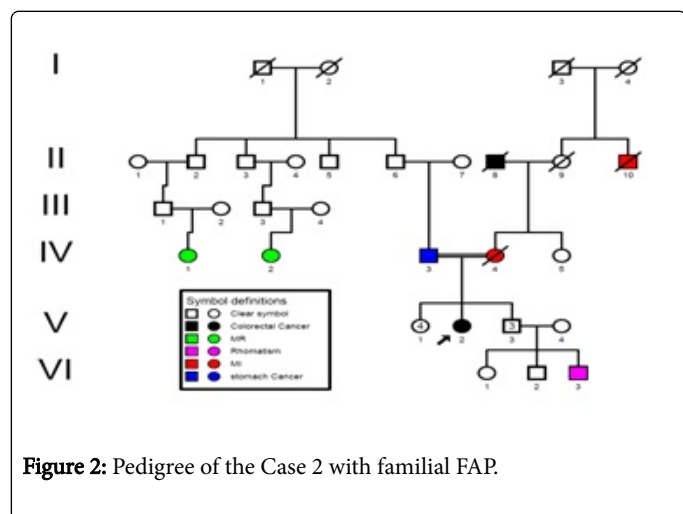 I
1 2 3 4
II
1 2 3 4 5 6 7 8 9 10
III
1 2 3 4
IV
1 2 3 4 5
V
4 3
1 2 3 4
VI
1 2 3
Symbol definitions
Clear symbol
Colorectal Cancer
MR
Rhomatism
MI
stomach Cancer
Figure 2: Pedigree of the Case 2 with familial FAP.